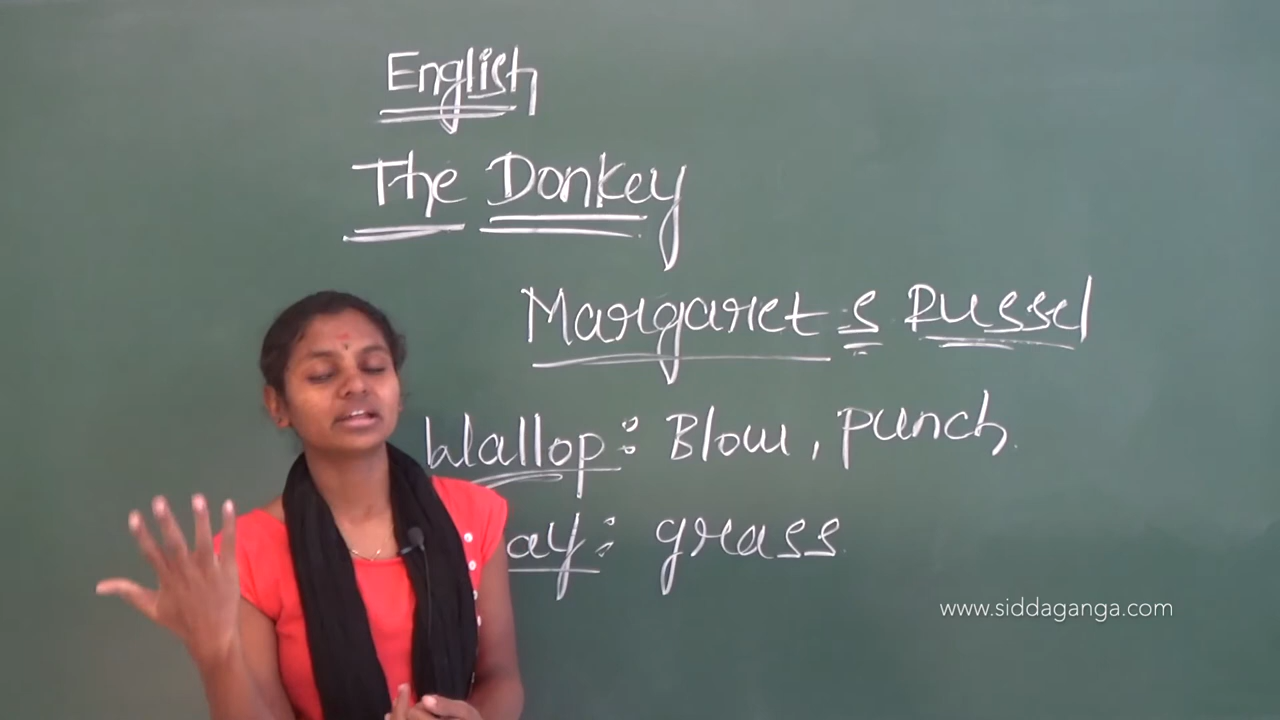 English
The Donkey
Margaret s Russel
Wallop: Blow, punch.
ay: grass.
www.siddaganga.com